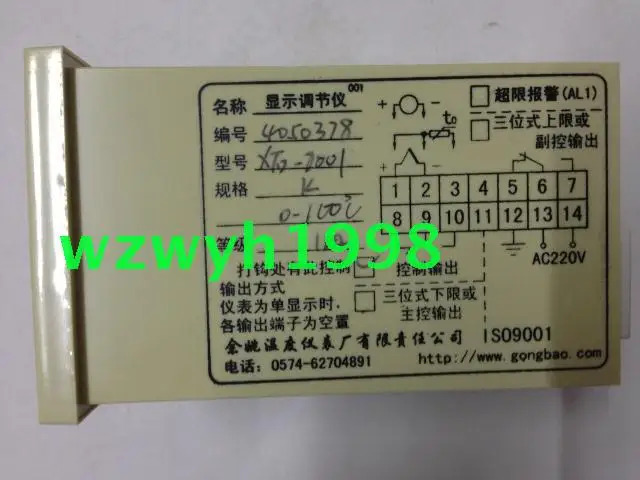 001
名称 显示调节仪
编号 4050378
型号 XTD-7001
规格 K
0-100℃
等级 1.0
打钩处有此控制
输出方式
仪表为单显示时.
各输出端子为空置
+ -
t0
+ -
超限报警(AL1)
三位式上限或
副控输出
1 2 3 4 5 6 7
8 9 10 11 12 13 14
AC220V
控制输出
三位式下限或
主控输出
余姚温度仪表厂有限责任公司
ISO9001
电话: 0574-62704891
http://www.gongbao.com
wzwyh1998